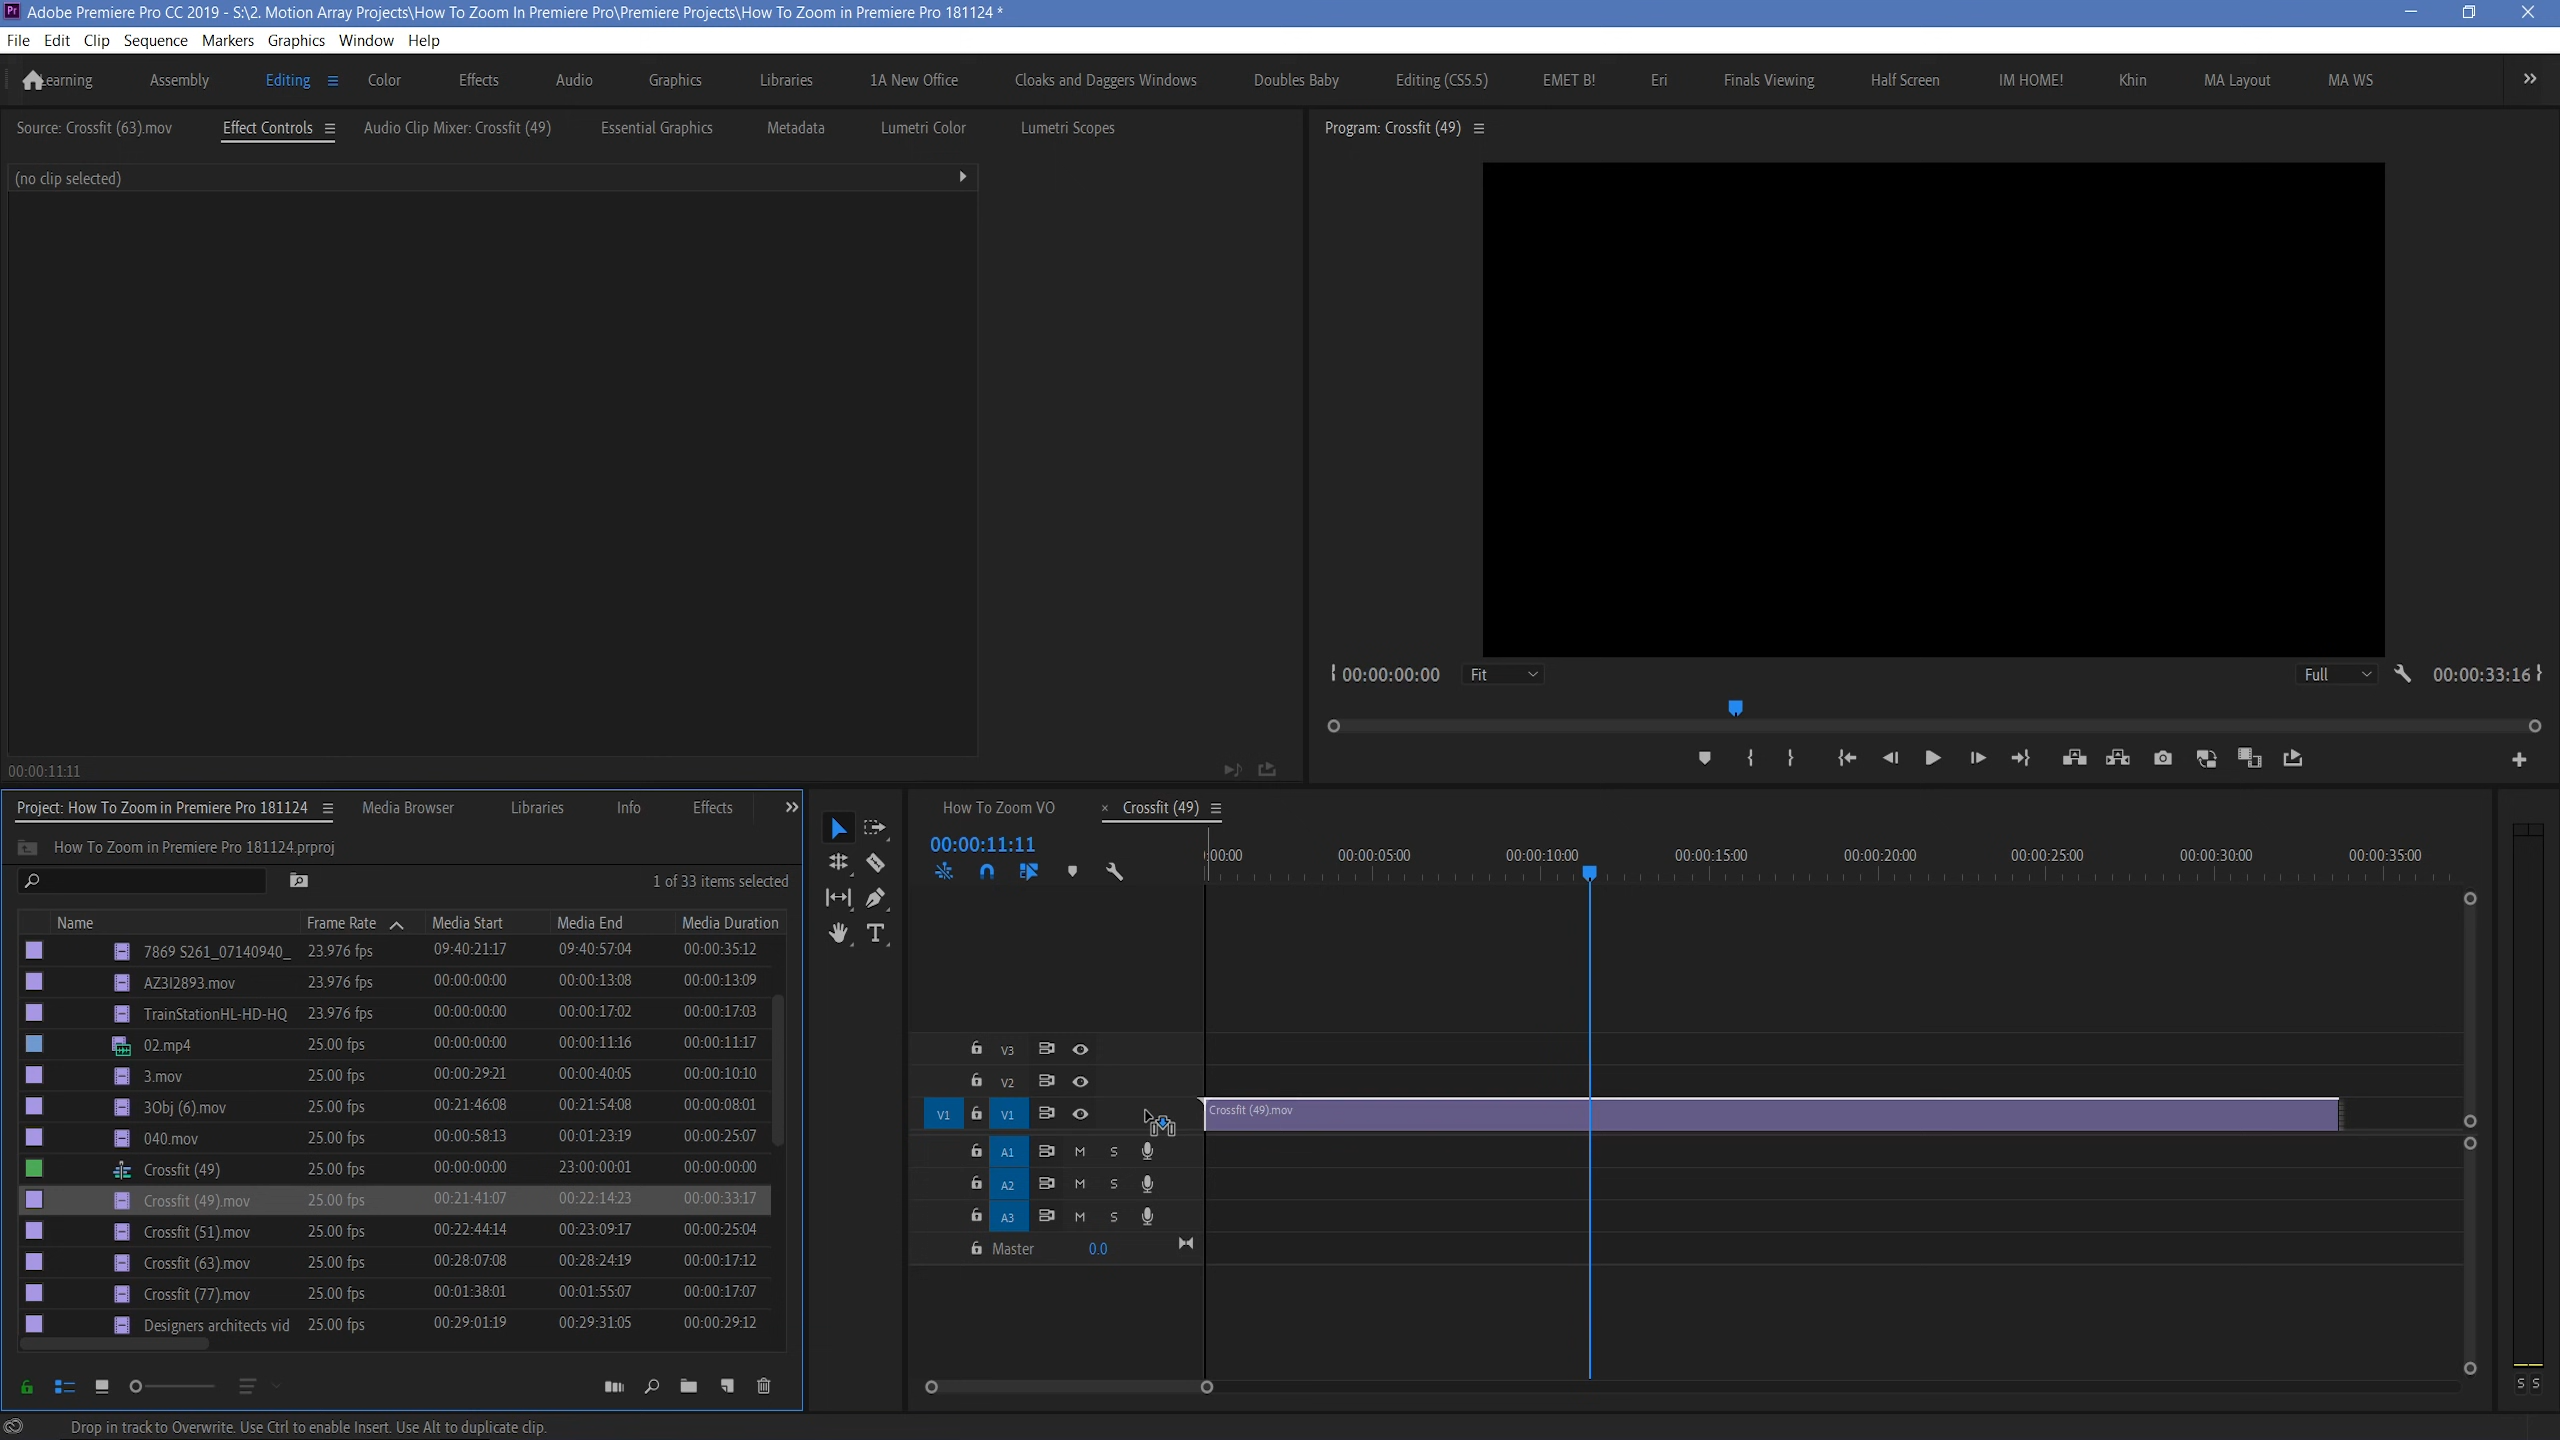 Adobe Premiere Pro CC 2019 - S:\2. Motion Array Projects\How To Zoom In Premiere Pro\Premiere Projects\How To Zoom in Premiere Pro 181124 *
File Edit Clip Sequence Markers Graphics Window Help
earning Assembly Editing Color Effects Audio Graphics Libraries 1A New Office Cloaks and Daggers Windows Doubles Baby Editing (CS5.5) EMET B! Eri Finals Viewing Half Screen IM HOME! Khin MA Layout MA WS
Source: Crossfit (63).mov Effect Controls Audio Clip Mixer: Crossfit (49) Essential Graphics Metadata Lumetri Color Lumetri Scopes
Program: Crossfit (49)
(no clip selected)
00:00:00:00 Fit Full 00:00:33:16
00:00:11:11
Project: How To Zoom in Premiere Pro 181124 Media Browser Libraries Info Effects
How To Zoom in Premiere Pro 181124.prproj
1 of 33 items selected
Name Frame Rate Media Start Media End Media Duration
7869 S261_07140940_ 23.976 fps 09:40:21:17 09:40:57:04 00:00:35:12
AZ3I2893.mov 23.976 fps 00:00:00:00 00:00:13:08 00:00:13:09
TrainStationHL-HD-HQ 23.976 fps 00:00:00:00 00:00:17:02 00:00:17:03
02.mp4 25.00 fps 00:00:00:00 00:00:11:16 00:00:11:17
3.mov 25.00 fps 00:00:29:21 00:00:40:05 00:00:10:10
3Obj (6).mov 25.00 fps 00:21:46:08 00:21:54:08 00:00:08:01
040.mov 25.00 fps 00:00:58:13 00:01:23:19 00:00:25:07
Crossfit (49) 25.00 fps 00:00:00:00 23:00:00:01 00:00:00:00
Crossfit (49).mov 25.00 fps 00:21:41:07 00:22:14:23 00:00:33:17
Crossfit (51).mov 25.00 fps 00:22:44:14 00:23:09:17 00:00:25:04
Crossfit (63).mov 25.00 fps 00:28:07:08 00:28:24:19 00:00:17:12
Crossfit (77).mov 25.00 fps 00:01:38:01 00:01:55:07 00:00:17:07
Designers architects vid 25.00 fps 00:29:01:19 00:29:31:05 00:00:29:12
How To Zoom VO × Crossfit (49)
00:00:11:11
:00:00 00:00:05:00 00:00:10:00 00:00:15:00 00:00:20:00 00:00:25:00 00:00:30:00 00:00:35:00
V3
V2
V1 V1 Crossfit (49).mov
A1 M S
A2 M S
A3 M S
Master 0.0
S S
Drop in track to Overwrite. Use Ctrl to enable Insert. Use Alt to duplicate clip.